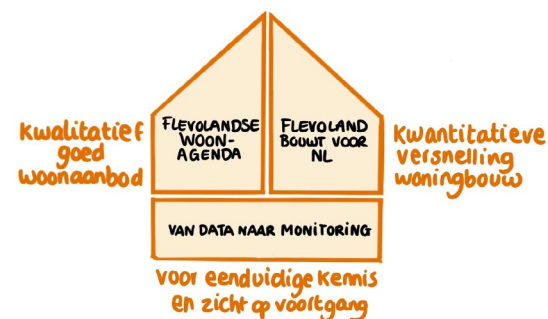 Kwalitatief
goed
woonaanbod
FLEVOLANDSE
WOON-
AGENDA
FLEVOLAND
BOUWT VOOR
NL
Kwantitatieve
versnelling
woningbouw
VAN DATA NAAR MONITORING
voor eenduidige kennis
en zicht op voortgang